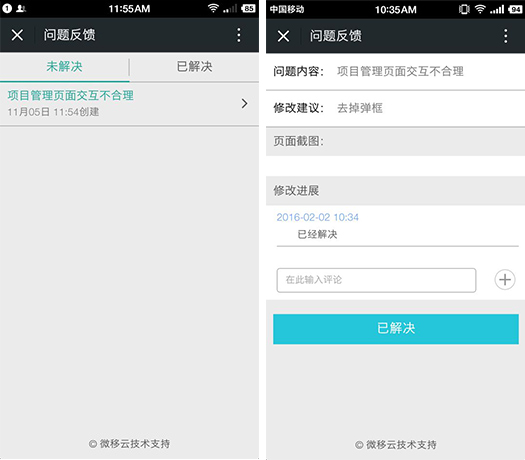 11:55AM
85
问题反馈
未解决
已解决
项目管理页面交互不合理
11月05日 11:54创建
© 微移云技术支持
中国移动
10:35AM
94
问题反馈
问题内容： 项目管理页面交互不合理
修改建议： 去掉弹框
页面截图：
修改进展
2016-02-02 10:34
已经解决
在此输入评论
已解决
© 微移云技术支持